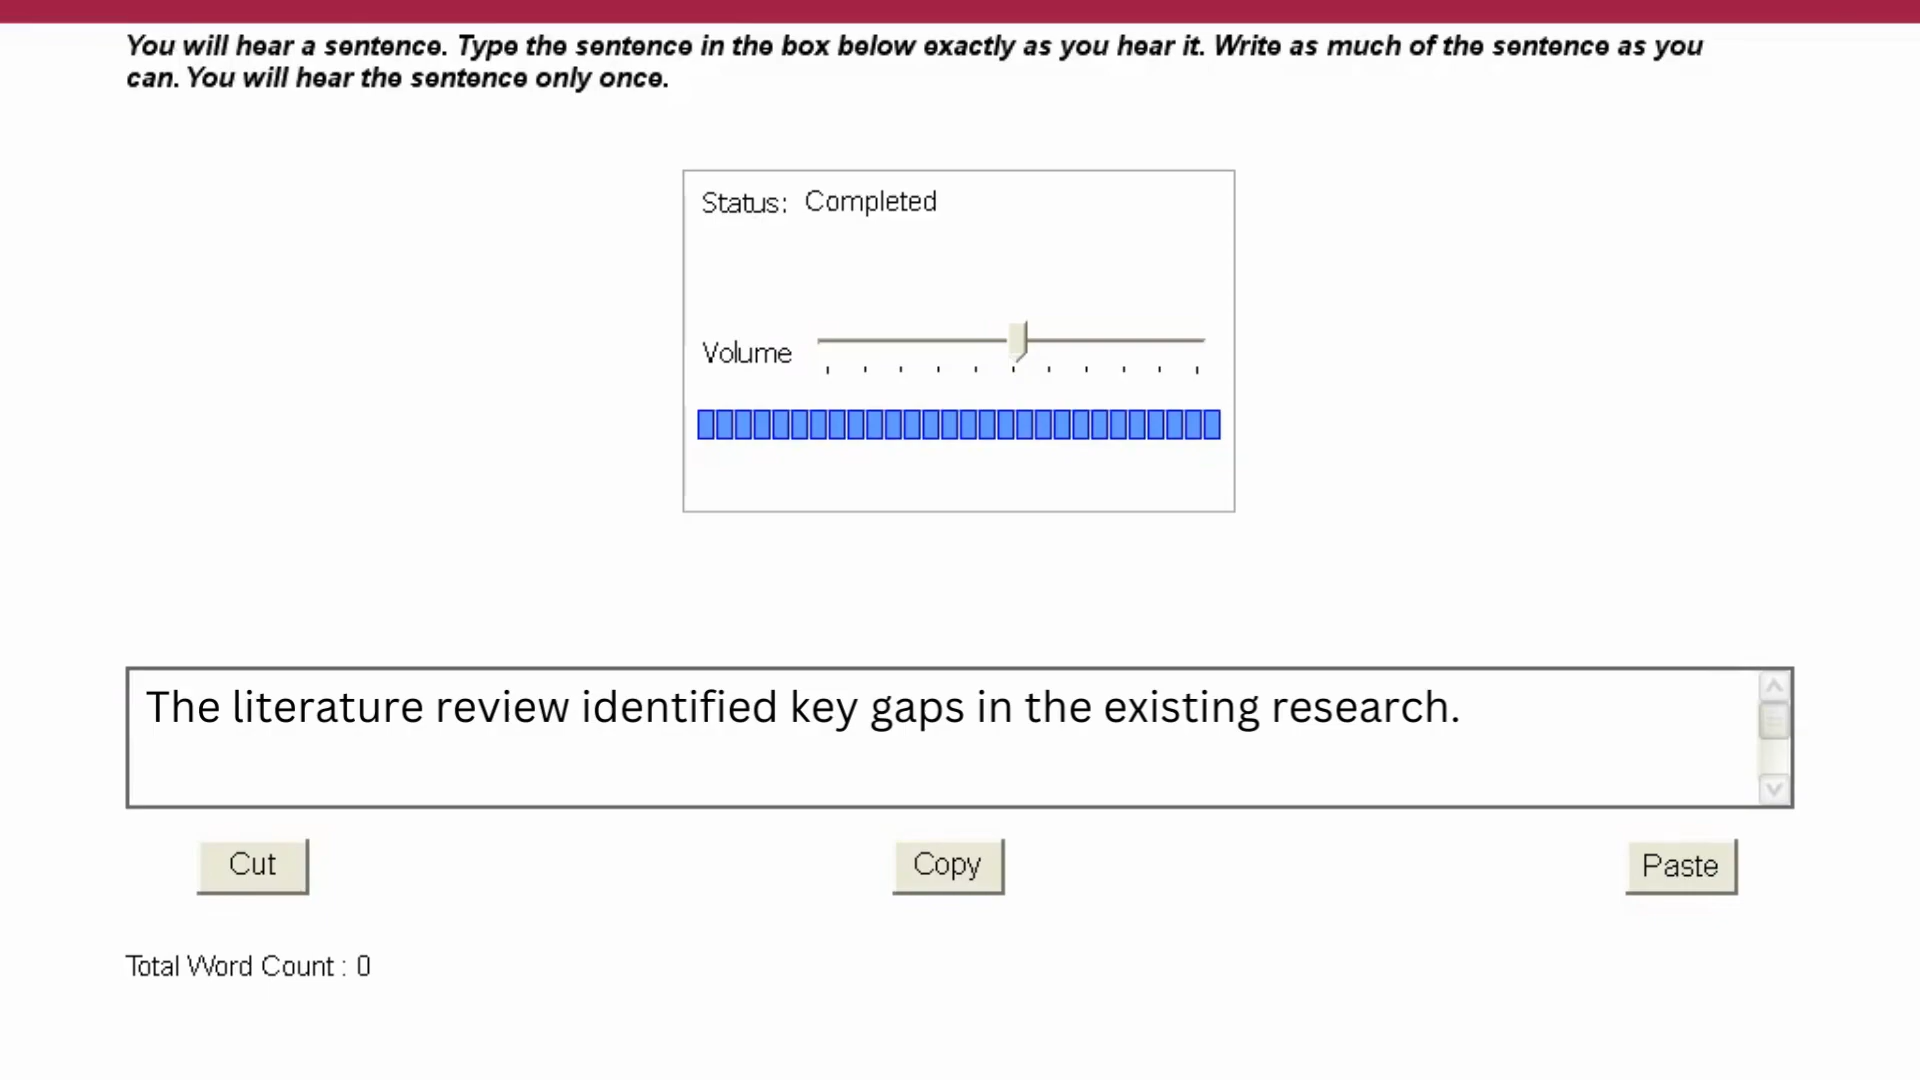 You will hear a sentence. Type the sentence in the box below exactly as you hear it. Write as much of the sentence as you
can. You will hear the sentence only once.
Status: Completed
Volume
The literature review identified key gaps in the existing research.
Cut
Copy
Paste
Total Word Count : 0